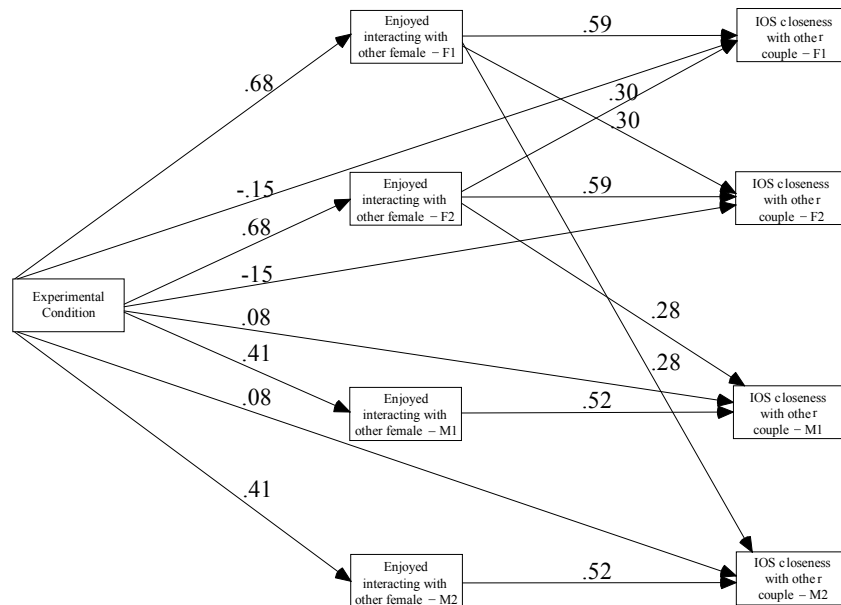 Enjoyed
interacting with
other female – F1
.59
IOS closeness
with other
couple – F1
.68
.30
.30
-.15
Enjoyed
interacting with
other female – F2
.59
IOS closeness
with other
couple – F2
.68
-15
Experimental
Condition
.08
.28
.41
.28
.08
Enjoyed
interacting with
other female – M1
.52
IOS closeness
with other
couple – M1
.41
Enjoyed
interacting with
other female – M2
.52
IOS closeness
with other
couple – M2